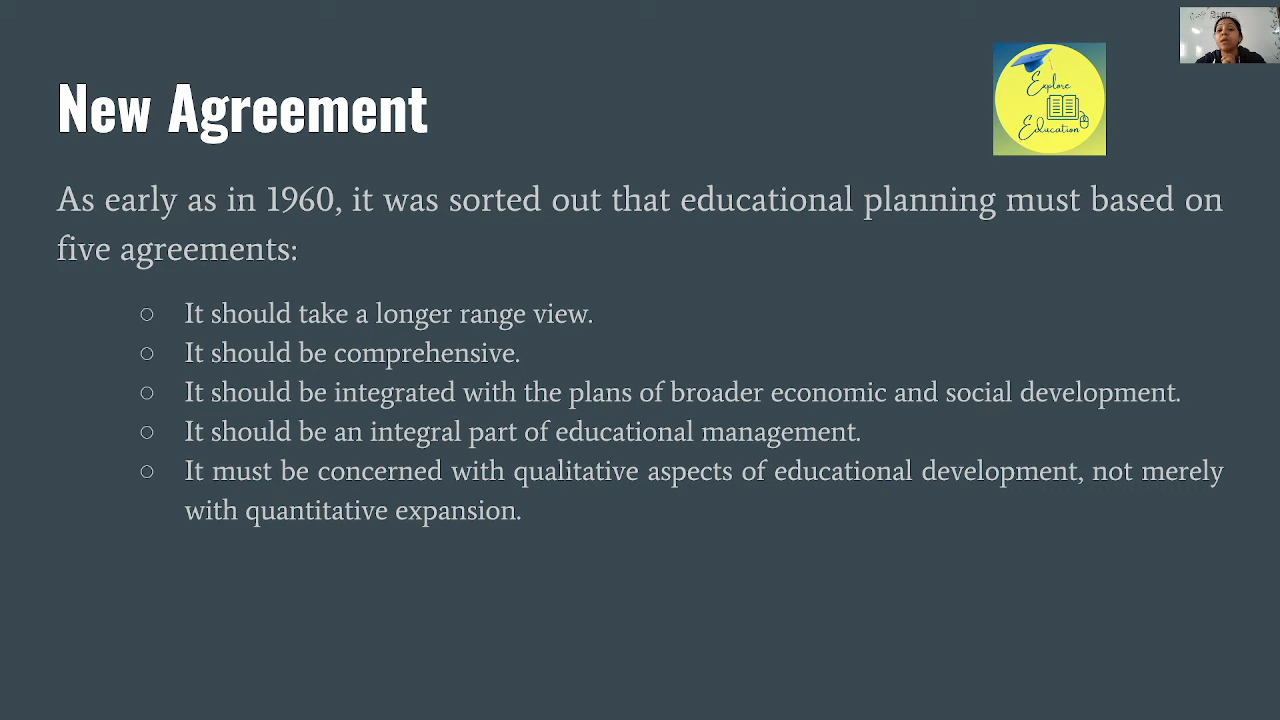 New Agreement
Explore
Education
As early as in 1960, it was sorted out that educational planning must based on
five agreements:
○ It should take a longer range view.
○ It should be comprehensive.
○ It should be integrated with the plans of broader economic and social development.
○ It should be an integral part of educational management.
○ It must be concerned with qualitative aspects of educational development, not merely
with quantitative expansion.